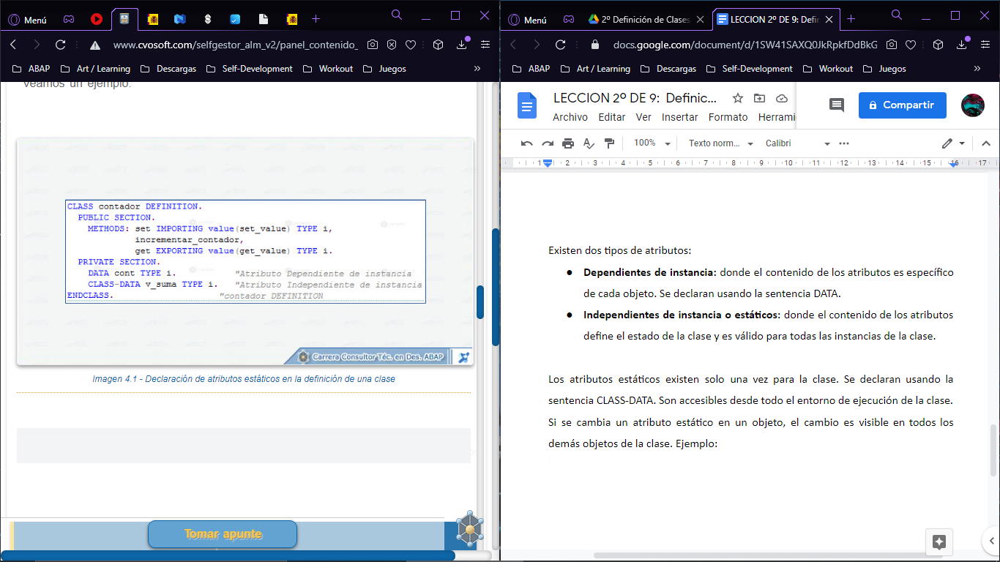 Menú
www.cvosoft.com/selfgestor_alm_v2/panel_contenido_
ABAP
Art / Learning
Descargas
Self-Development
Workout
Juegos
»
Veamos un ejemplo:
CLASS contador DEFINITION.
PUBLIC SECTION.
METHODS: set IMPORTING value(set_value) TYPE i,
incrementar_contador,
get EXPORTING value(get_value) TYPE i.
PRIVATE SECTION.
DATA cont TYPE i. "Atributo Dependiente de instancia
CLASS-DATA v_suma TYPE i. "Atributo Independiente de instancia
ENDCLASS. "contador DEFINITION
Carrera Consultor Téc. en Des. ABAP
Imagen 4.1 - Declaración de atributos estáticos en la definición de una clase
Tomar apunte
Menú
2º Definición de Clases
LECCION 2º DE 9: Defin
docs.google.com/document/d/1SW41SAXQ0JkRpkfDdBkG
ABAP
Art / Learning
Descargas
Self-Development
Workout
Juegos
»
LECCION 2º DE 9: Definic...
Compartir
Archivo Editar Ver Insertar Formato Herrami
100% Texto norm... Calibri
1 2 3 4 5 6 7 8 9 10 11 12 13 14 15 16 17
Existen dos tipos de atributos:
● Dependientes de instancia: donde el contenido de los atributos es específico
de cada objeto. Se declaran usando la sentencia DATA.
● Independientes de instancia o estáticos: donde el contenido de los atributos
define el estado de la clase y es válido para todas las instancias de la clase.
Los atributos estáticos existen solo una vez para la clase. Se declaran usando la
sentencia CLASS-DATA. Son accesibles desde todo el entorno de ejecución de la clase.
Si se cambia un atributo estático en un objeto, el cambio es visible en todos los
demás objetos de la clase. Ejemplo: